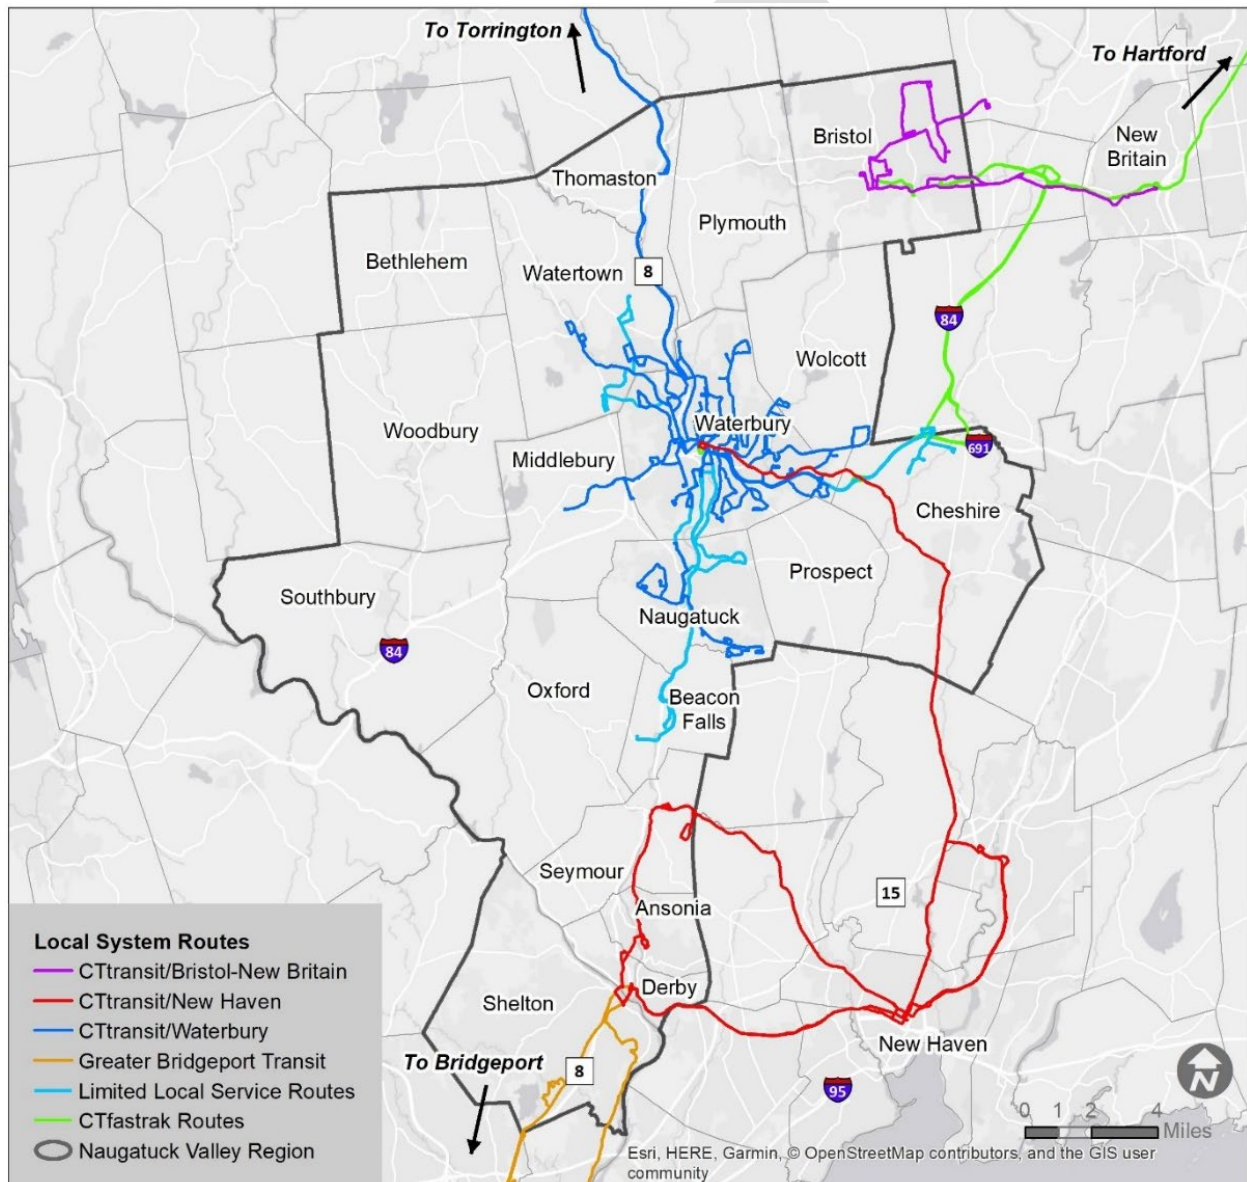 To Torrington
To Hartford
Bristol
New
Britain
Thomaston
Plymouth
Bethlehem
Watertown
8
84
Wolcott
Waterbury
Woodbury
Middlebury
691
Cheshire
Prospect
Southbury
Naugatuck
84
Oxford
Beacon
Falls
Seymour
15
Ansonia
Derby
Shelton
New Haven
To Bridgeport
8
95
N
Local System Routes
CTtransit/Bristol-New Britain
CTtransit/New Haven
CTtransit/Waterbury
Greater Bridgeport Transit
Limited Local Service Routes
CTfastrak Routes
Naugatuck Valley Region
0 1 2 4
Miles
Esri, HERE, Garmin, © OpenStreetMap contributors, and the GIS user
community